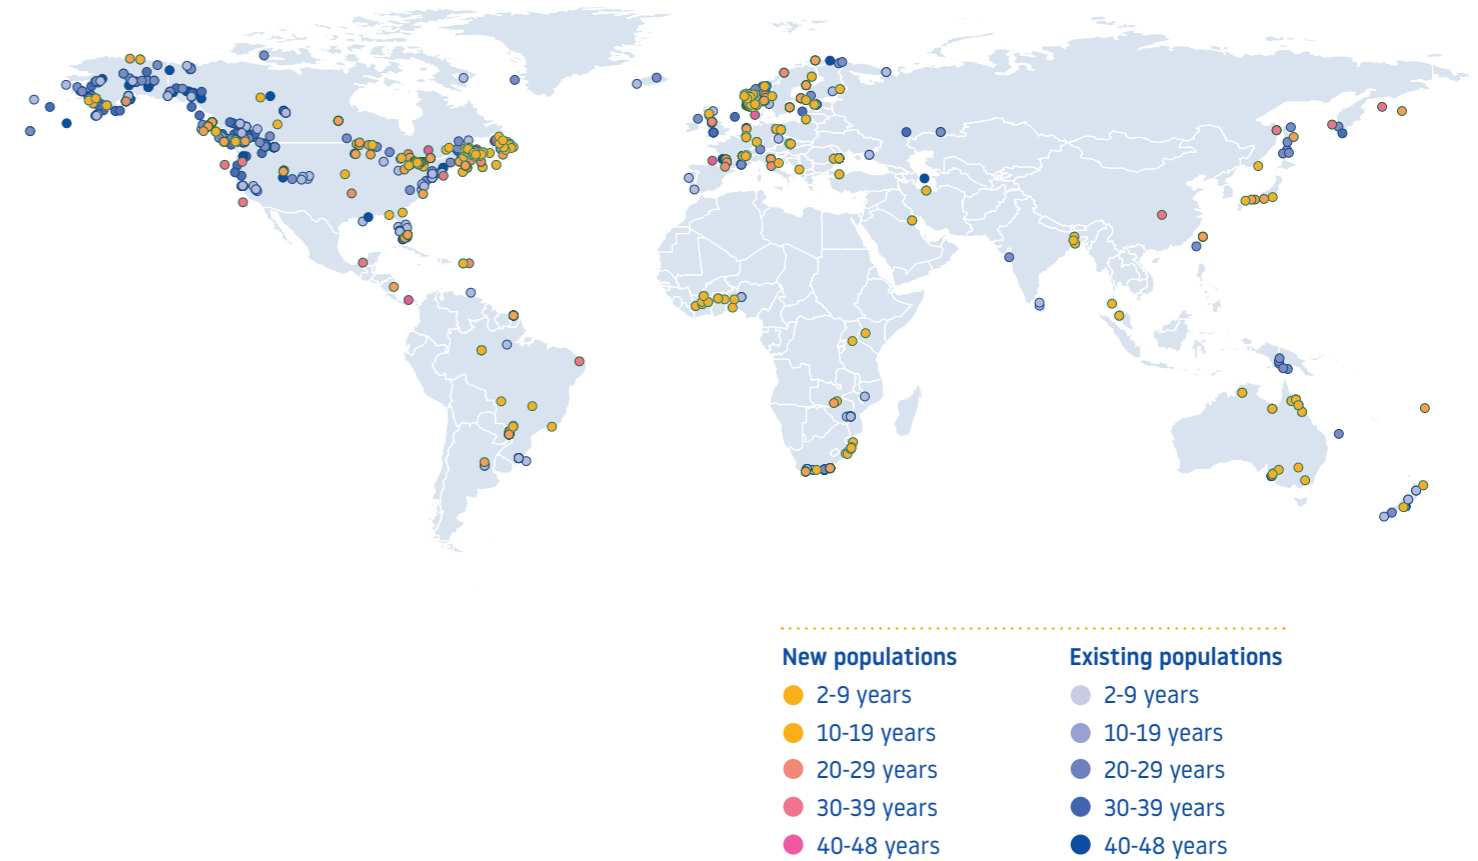 New populations
2-9 years
10-19 years
20-29 years
30-39 years
40-48 years
Existing populations
2-9 years
10-19 years
20-29 years
30-39 years
40-48 years